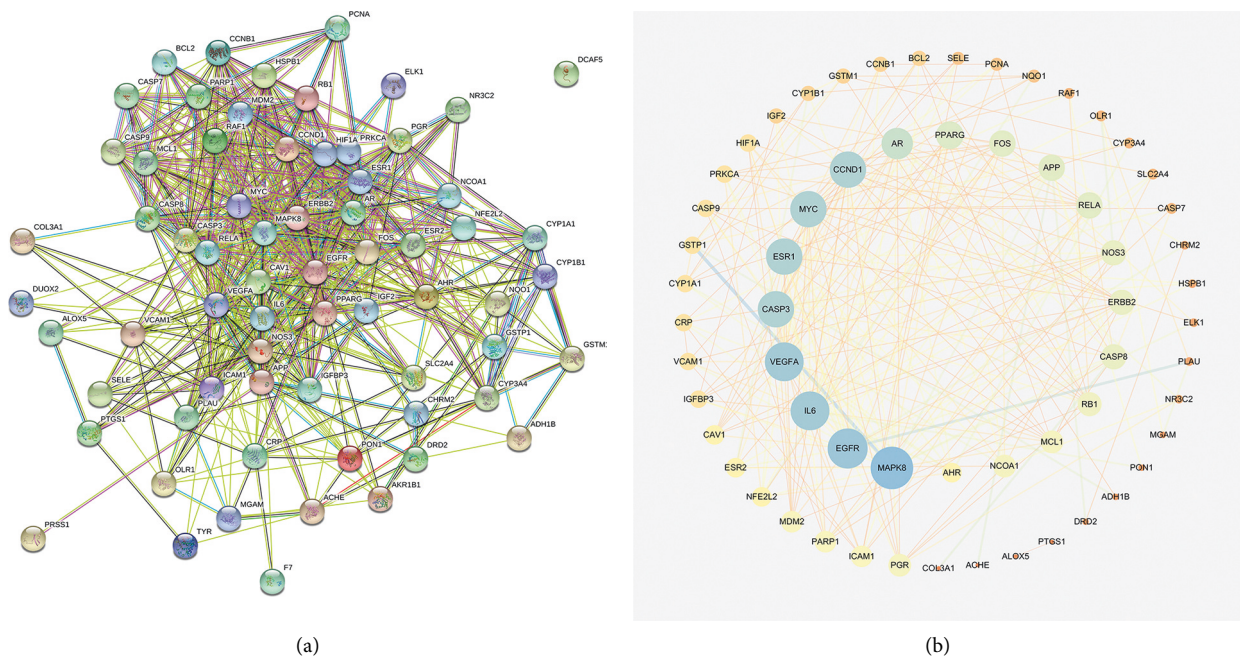 PCNA
CCNB1
BCL2
HSPB1
DCAF5
ELK1
CASP7
PARP1
RB1
MDM2
NR3C2
RAF1
PGR
CASP9
CCND1
HIF1A
PRKCA
MCL1
ESR1
NCOA1
MYC
ERBB2
AR
CASP8
MAPK8
NFE2L2
COL3A1
CASP3
RELA
FOS
ESR2
CYP1A1
CAV1
EGFR
CYP1B1
DUOX2
VEGFA
IL6
PPARG
IGF2
AHR
NQO1
ALOX5
VCAM1
NOS3
GSTP1
GSTM
SELE
ICAM1
APP
IGFBP3
SLC2A4
CYP3A4
PTGS1
PLAU
CHRM2
ADH1B
CRP
PON1
DRD2
OLR1
MGAM
ACHE
AKR1B1
PRSS1
TYR
F7
(a)
BCL2
SELE
CCNB1
PCNA
GSTM1
NQO1
CYP1B1
RAF1
IGF2
OLR1
HIF1A
AR
PPARG
FOS
CYP3A4
PRKCA
CCND1
APP
SLC2A4
CASP9
MYC
RELA
CASP7
GSTP1
ESR1
NOS3
CHRM2
CYP1A1
HSPB1
CRP
CASP3
ERBB2
ELK1
VCAM1
VEGFA
CASP8
PLAU
IGFBP3
IL6
RB1
NR3C2
CAV1
EGFR
MCL1
MGAM
ESR2
MAPK8
AHR
NCOA1
PON1
NFE2L2
ADH1B
MDM2
DRD2
PARP1
PTGS1
ICAM1
ALOX5
PGR
COL3A1
ACHE
(b)